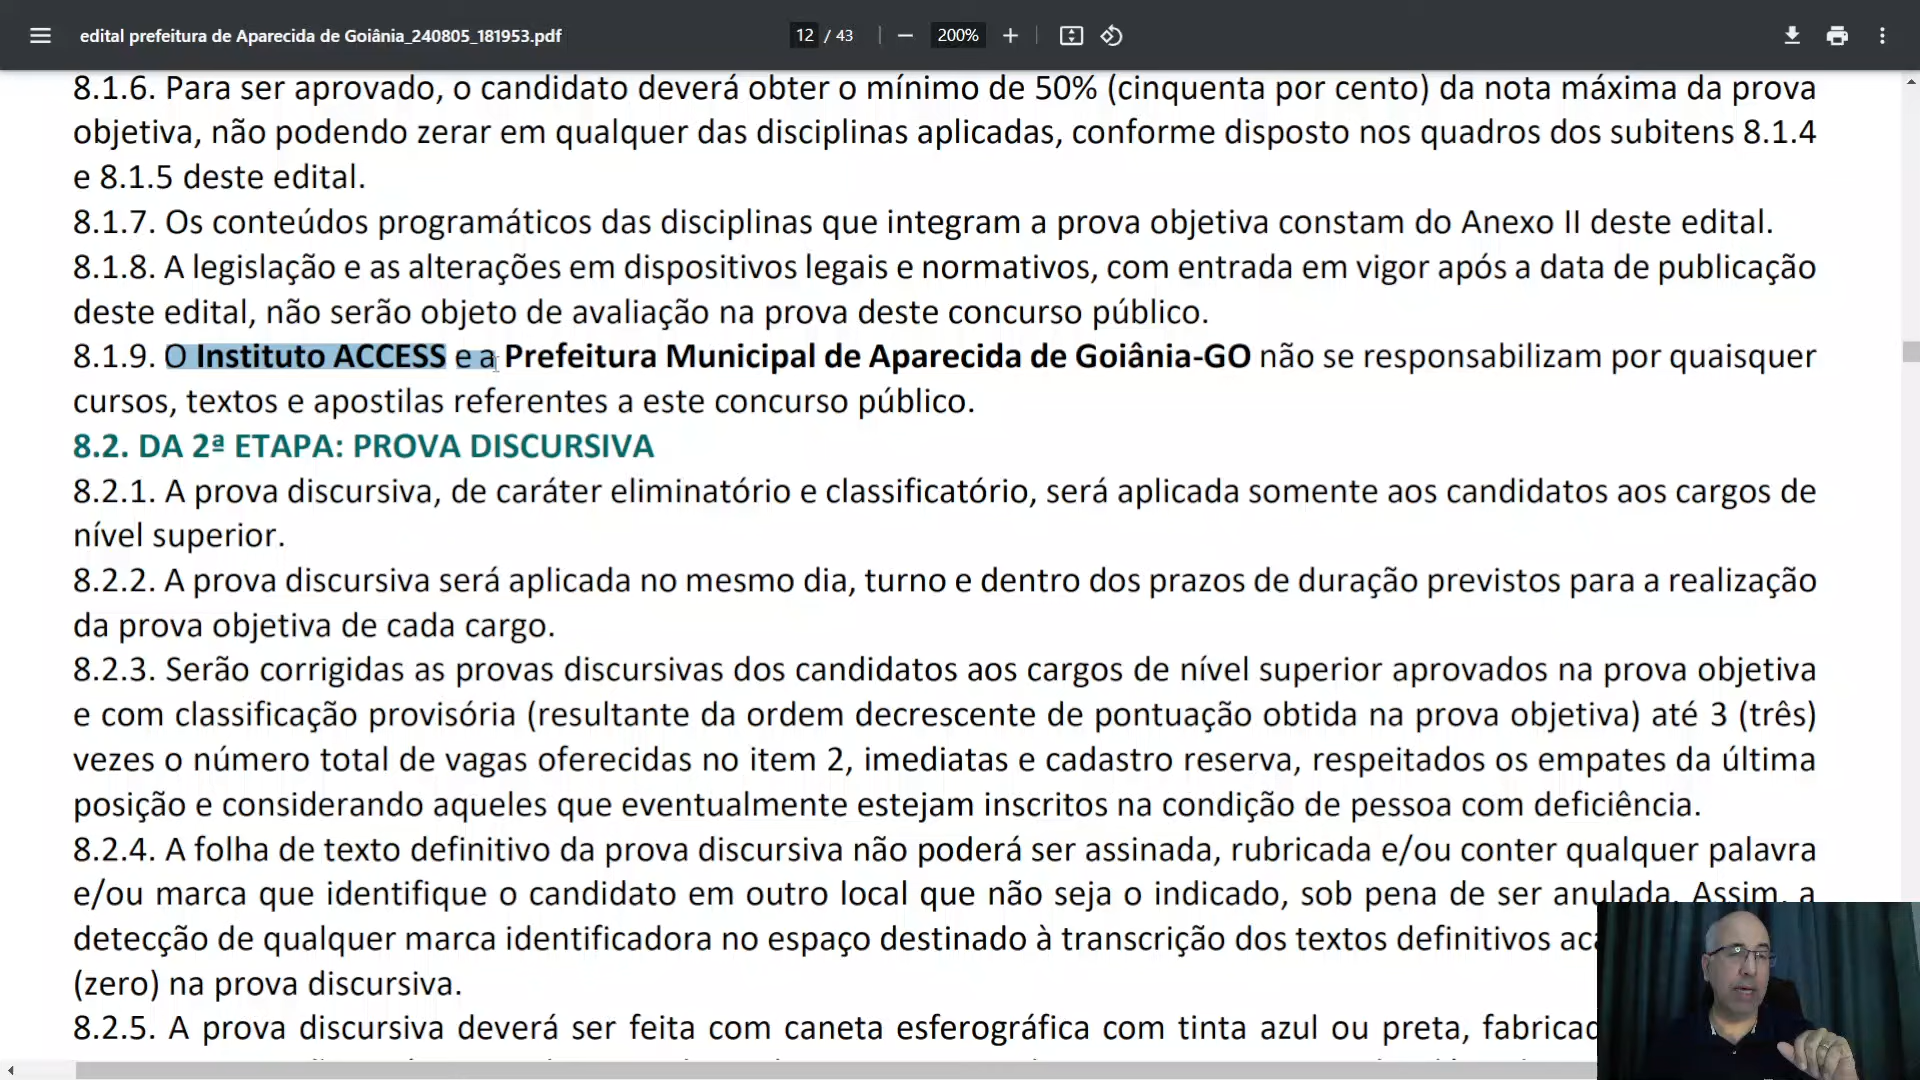 edital prefeitura de Aparecida de Goiânia_240805_181953.pdf
12 / 43
200%
8.1.6. Para ser aprovado, o candidato deverá obter o mínimo de 50% (cinquenta por cento) da nota máxima da prova
objetiva, não podendo zerar em qualquer das disciplinas aplicadas, conforme disposto nos quadros dos subitens 8.1.4
e 8.1.5 deste edital.
8.1.7. Os conteúdos programáticos das disciplinas que integram a prova objetiva constam do Anexo II deste edital.
8.1.8. A legislação e as alterações em dispositivos legais e normativos, com entrada em vigor após a data de publicação
deste edital, não serão objeto de avaliação na prova deste concurso público.
8.1.9. O Instituto ACCESS e a Prefeitura Municipal de Aparecida de Goiânia-GO não se responsabilizam por quaisquer
cursos, textos e apostilas referentes a este concurso público.
8.2. DA 2ª ETAPA: PROVA DISCURSIVA
8.2.1. A prova discursiva, de caráter eliminatório e classificatório, será aplicada somente aos candidatos aos cargos de
nível superior.
8.2.2. A prova discursiva será aplicada no mesmo dia, turno e dentro dos prazos de duração previstos para a realização
da prova objetiva de cada cargo.
8.2.3. Serão corrigidas as provas discursivas dos candidatos aos cargos de nível superior aprovados na prova objetiva
e com classificação provisória (resultante da ordem decrescente de pontuação obtida na prova objetiva) até 3 (três)
vezes o número total de vagas oferecidas no item 2, imediatas e cadastro reserva, respeitados os empates da última
posição e considerando aqueles que eventualmente estejam inscritos na condição de pessoa com deficiência.
8.2.4. A folha de texto definitivo da prova discursiva não poderá ser assinada, rubricada e/ou conter qualquer palavra
e/ou marca que identifique o candidato em outro local que não seja o indicado, sob pena de ser anulada. Assim, a
detecção de qualquer marca identificadora no espaço destinado à transcrição dos textos definitivos
(zero) na prova discursiva.
8.2.5. A prova discursiva deverá ser feita com caneta esferográfica com tinta azul ou preta,